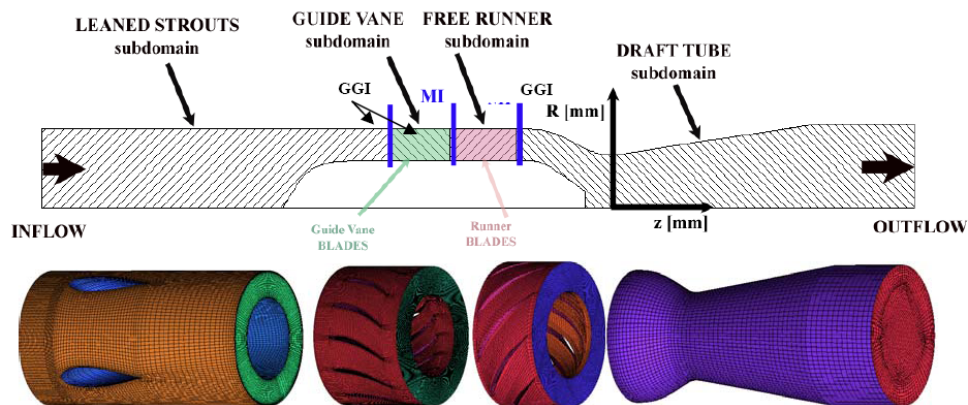 LEANED STROUTS
subdomain
GUIDE VANE
subdomain
FREE RUNNER
subdomain
DRAFT TUBE
subdomain
GGI
MI
GGI
R [mm]
z [mm]
INFLOW
Guide Vane
BLADES
Runner
BLADES
OUTFLOW